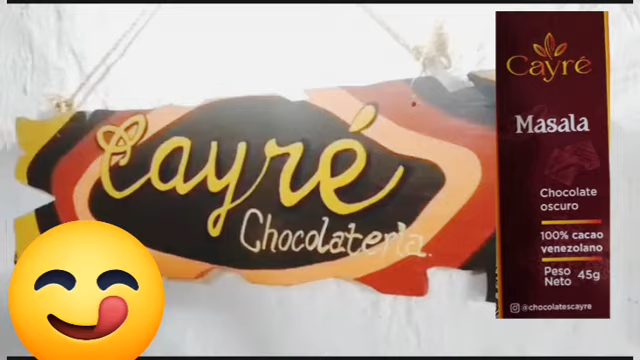 Cayré
Chocolatería.
Cayré
Masala
Chocolate
oscuro
100% cacao
venezolano
Peso
Neto 45g
@chocolatescayre